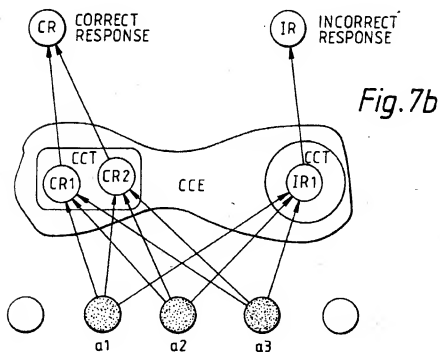 CR CORRECT RESPONSE
IR INCORRECT RESPONSE
Fig.7b
CCT
CR1
CR2
CCE
CCT
IR1
a1
a2
a3